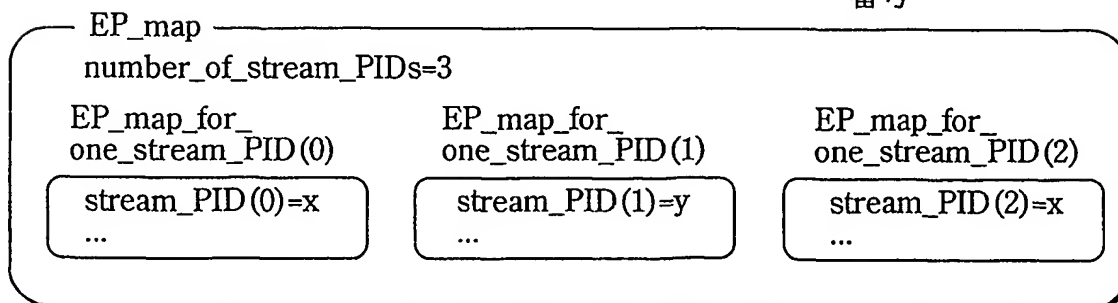 EP_map
number_of_stream_PIDs=3
EP_map_for_
one_stream_PID(0)
stream_PID(0)=x
...
EP_map_for_
one_stream_PID(1)
stream_PID(1)=y
...
EP_map_for_
one_stream_PID(2)
stream_PID(2)=x
...